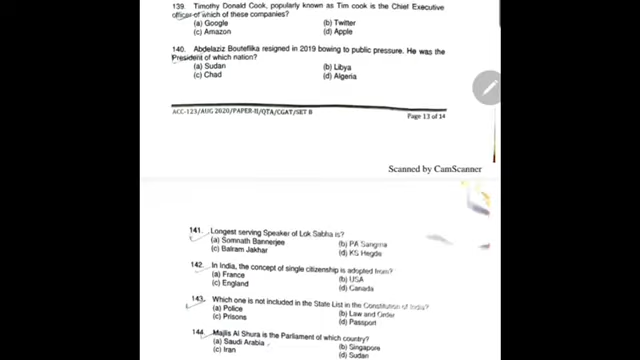 139. Timothy Donald Cook, popularly known as Tim cook is the Chief Executive
officer of which of these companies?
(a) Google (b) Twitter
(c) Amazon (d) Apple
140. Abdelaziz Bouteflika resigned in 2019 bowing to public pressure. He was the
President of which nation?
(a) Sudan (b) Libya
(c) Chad (d) Algeria
ACC-123/AUG 2020/PAPER-II/QTA/CGAT/SET B Page 13 of 14
Scanned by CamScanner
141. Longest serving Speaker of Lok Sabha is?
(a) Somnath Bannerjee (b) PA Sangma
(c) Balram Jakhar (d) KS Hegde
142. In India, the concept of single citizenship is adopted from?
(a) France (b) USA
(c) England (d) Canada
143. Which one is not included in the State List in the Constitution of India?
(a) Police (b) Law and Order
(c) Prisons (d) Passport
144. Majlis Al Shura is the Parliament of which country?
(a) Saudi Arabia (b) Singapore
(c) Iran (d) Sudan